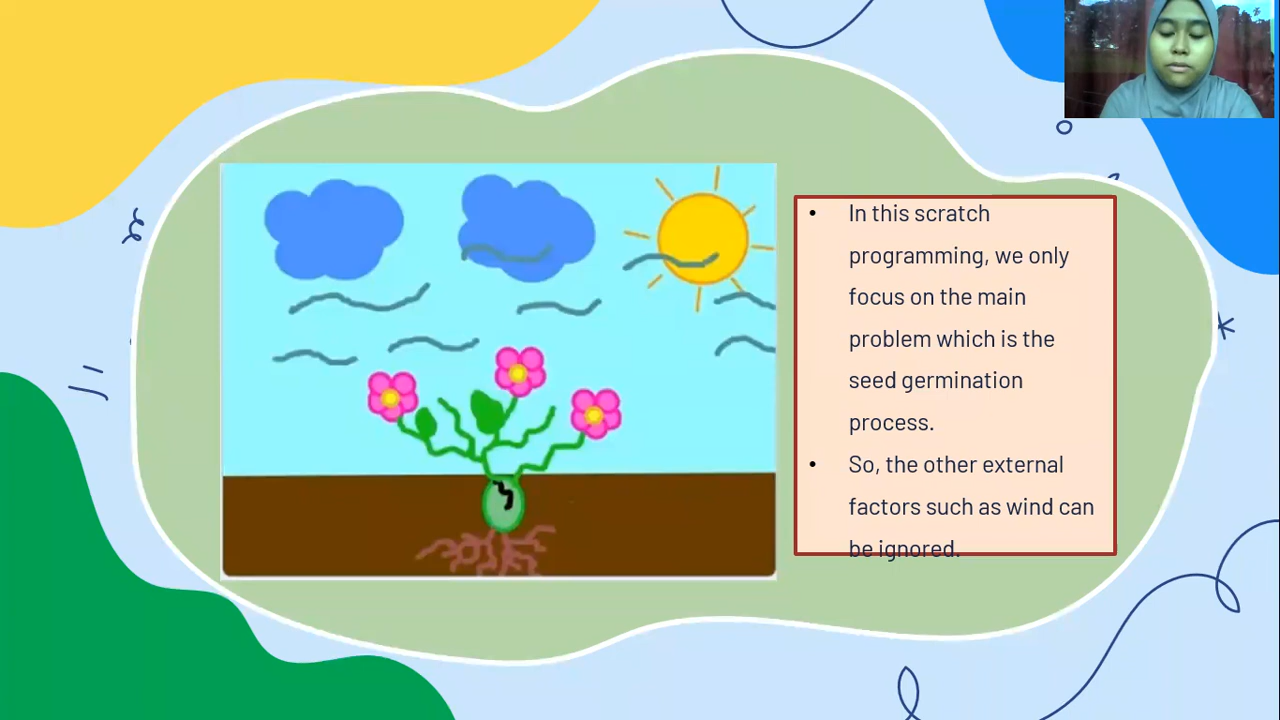 • In this scratch
programming, we only
focus on the main
problem which is the
seed germination
process.
• So, the other external
factors such as wind can
be ignored.